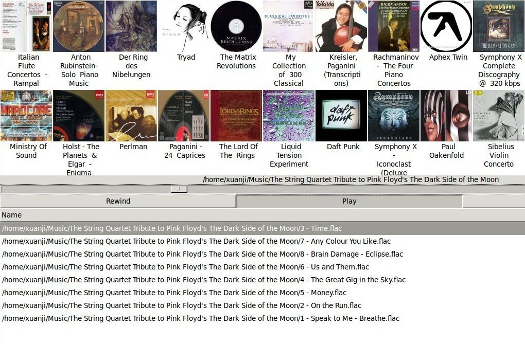 Italian Flute Concertos - Rampal
Anton Rubinstein- Solo Piano Music
Der Ring des Nibelungen
Tryad
The Matrix Revolutions
My Collection of 300 Classical
Kreisler, Paganini (Transcripti ons)
Rachmaninov - The Four Piano Concertos
Aphex Twin
Symphony X Complete Discography @ 320 kbps
Ministry Of Sound
Holst - The Planets & Elgar - Enigma
Perlman
Paganini - 24 Caprices
The Lord Of The Rings
Liquid Tension Experiment
Daft Punk
Symphony X - Iconoclast (Deluxe
Paul Oakenfold
Sibelius Violin Concerto
daft punk
/home/xuanji/Music/The String Quartet Tribute to Pink Floyd's The Dark Side of the Moon
Rewind
Play
Name
/home/xuanji/Music/The String Quartet Tribute to Pink Floyd's The Dark Side of the Moon/3 - Time.flac
/home/xuanji/Music/The String Quartet Tribute to Pink Floyd's The Dark Side of the Moon/7 - Any Colour You Like.flac
/home/xuanji/Music/The String Quartet Tribute to Pink Floyd's The Dark Side of the Moon/8 - Brain Damage - Eclipse.flac
/home/xuanji/Music/The String Quartet Tribute to Pink Floyd's The Dark Side of the Moon/6 - Us and Them.flac
/home/xuanji/Music/The String Quartet Tribute to Pink Floyd's The Dark Side of the Moon/4 - The Great Gig in the Sky.flac
/home/xuanji/Music/The String Quartet Tribute to Pink Floyd's The Dark Side of the Moon/5 - Money.flac
/home/xuanji/Music/The String Quartet Tribute to Pink Floyd's The Dark Side of the Moon/2 - On the Run.flac
/home/xuanji/Music/The String Quartet Tribute to Pink Floyd's The Dark Side of the Moon/1 - Speak to Me - Breathe.flac